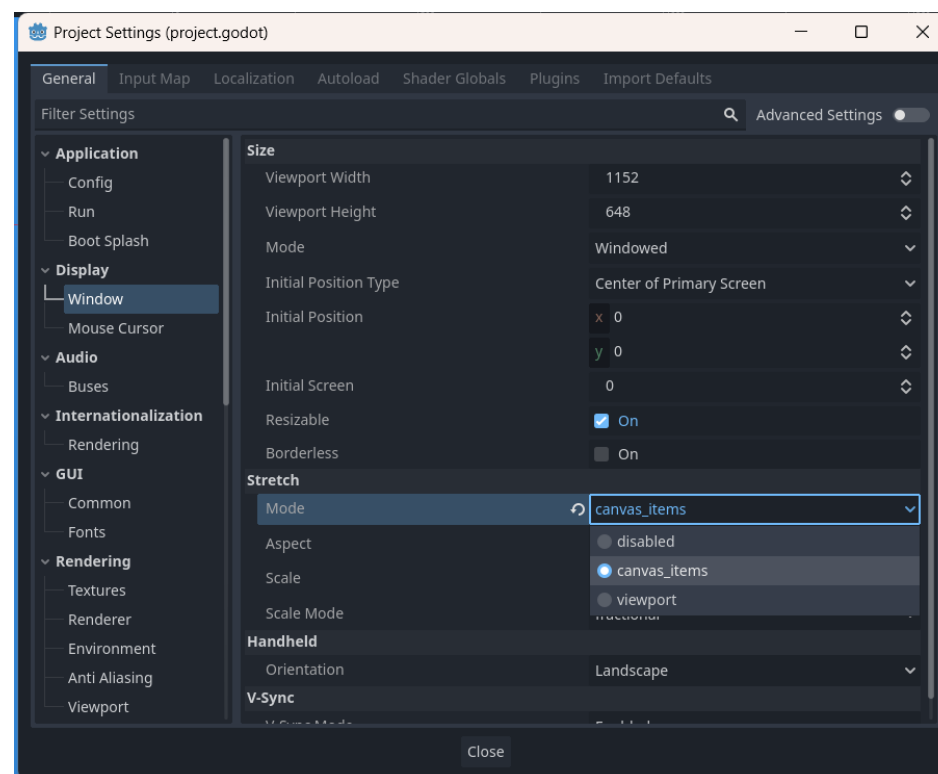 Project Settings (project.godot)
General Input Map Localization Autoload Shader Globals Plugins Import Defaults
Filter Settings Advanced Settings
Application
Config
Run
Boot Splash
Display
Window
Mouse Cursor
Audio
Buses
Internationalization
Rendering
GUI
Common
Fonts
Rendering
Textures
Renderer
Environment
Anti Aliasing
Viewport
Size
Viewport Width 1152
Viewport Height 648
Mode Windowed
Initial Position Type Center of Primary Screen
Initial Position x 0
y 0
Initial Screen 0
Resizable On
Borderless On
Stretch
Mode canvas_items
disabled
Aspect
canvas_items
Scale
viewport
Scale Mode fractional
Handheld
Orientation Landscape
V-Sync
V-Sync Mode Enabled
Close